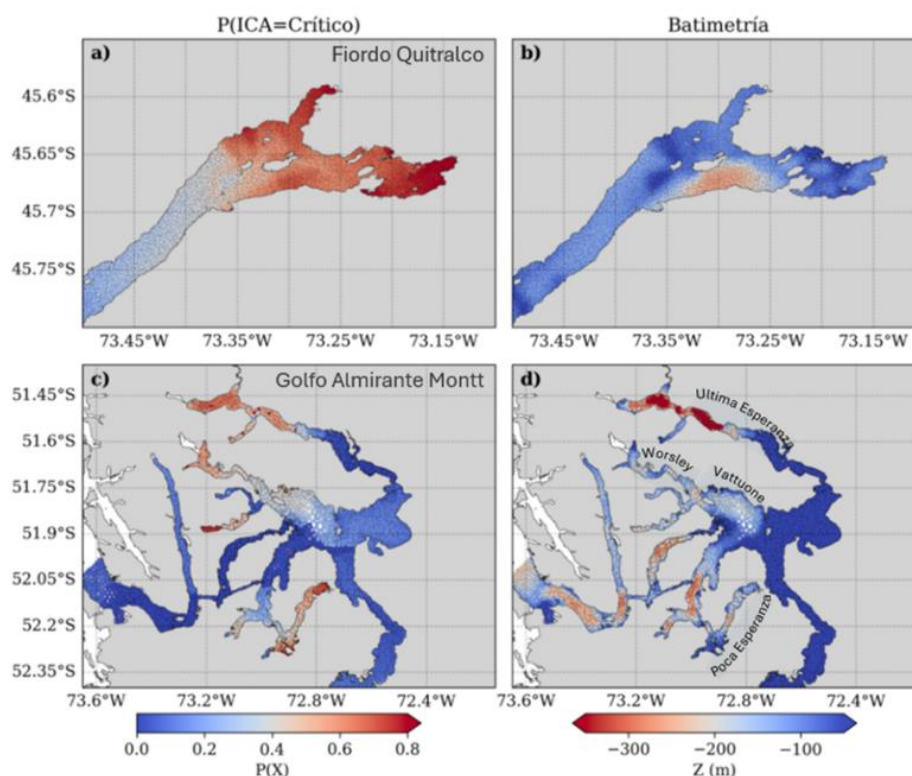 P(ICA=Crítico)
Batimetría
a)
Fiordo Quitralco
b)
45.6°S
45.65°S
45.7°S
45.75°S
73.45°W 73.35°W 73.25°W 73.15°W
73.45°W 73.35°W 73.25°W 73.15°W
c)
Golfo Almirante Montt
d)
51.45°S
51.6°S
51.75°S
51.9°S
52.05°S
52.2°S
52.35°S
Ultima Esperanza
Worsley
Vattuone
Poca Esperanza
73.6°W 73.2°W 72.8°W 72.4°W
73.6°W 73.2°W 72.8°W 72.4°W
0.0 0.2 0.4 0.6 0.8
P(X)
−300 −200 −100
Z (m)